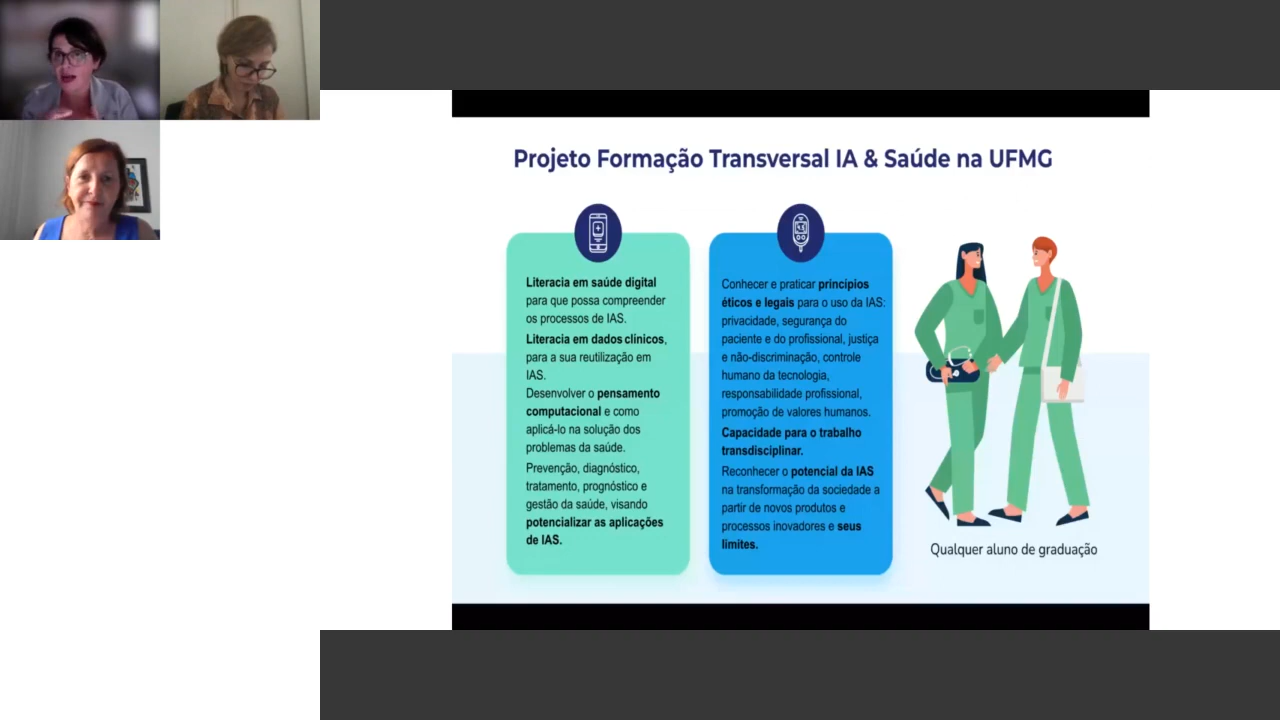 Projeto Formação Transversal IA & Saúde na UFMG
Literacia em saúde digital
para que possa compreender
os processos de IAS.
Literacia em dados clínicos,
para a sua reutilização em
IAS.
Desenvolver o pensamento
computacional e como
aplicá-lo na solução dos
problemas da saúde.
Prevenção, diagnóstico,
tratamento, prognóstico e
gestão da saúde, visando
potencializar as aplicações
de IAS.
Conhecer e praticar princípios
éticos e legais para o uso da IAS:
privacidade, segurança do
paciente e do profissional, justiça
e não-discriminação, controle
humano da tecnologia,
responsabilidade profissional,
promoção de valores humanos.
Capacidade para o trabalho
transdisciplinar.
Reconhecer o potencial da IAS
na transformação da sociedade a
partir de novos produtos e
processos inovadores e seus
limites.
Qualquer aluno de graduação